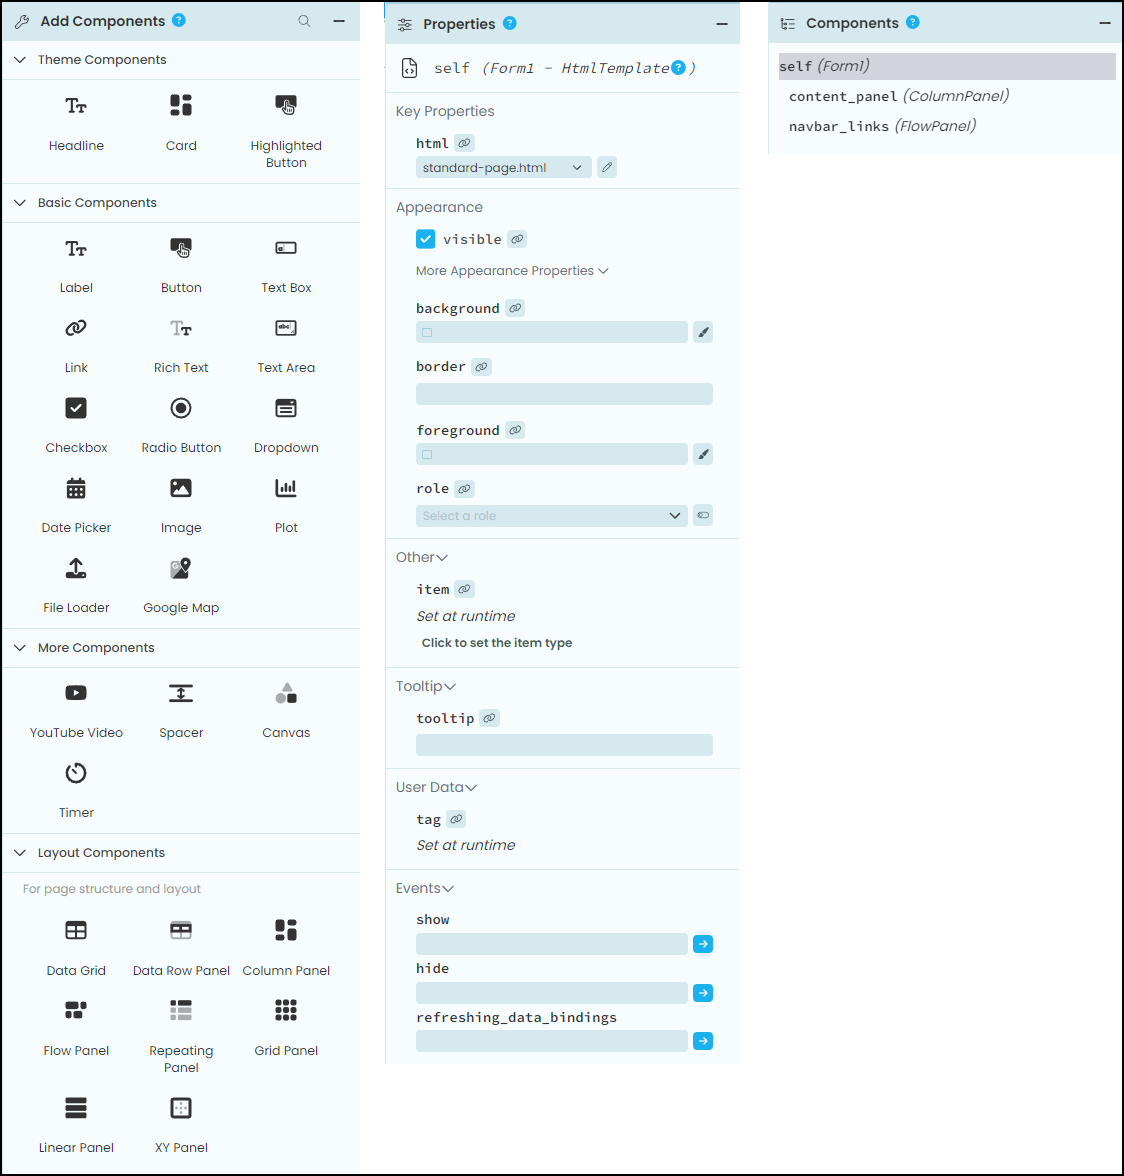 Add Components ?
Theme Components
Headline
Card
Highlighted
Button
Basic Components
Label
Button
Text Box
Link
Rich Text
Text Area
Checkbox
Radio Button
Dropdown
Date Picker
Image
Plot
File Loader
Google Map
More Components
YouTube Video
Spacer
Canvas
Timer
Layout Components
For page structure and layout
Data Grid
Data Row Panel
Column Panel
Flow Panel
Repeating
Panel
Grid Panel
Linear Panel
XY Panel
Properties ?
self (Form1 - HtmlTemplate ? )
Key Properties
html
standard-page.html
Appearance
visible
More Appearance Properties
background
border
foreground
role
Select a role
Other
item
Set at runtime
Click to set the item type
Tooltip
tooltip
User Data
tag
Set at runtime
Events
show
hide
refreshing_data_bindings
Components ?
self (Form1)
content_panel (ColumnPanel)
navbar_links (FlowPanel)